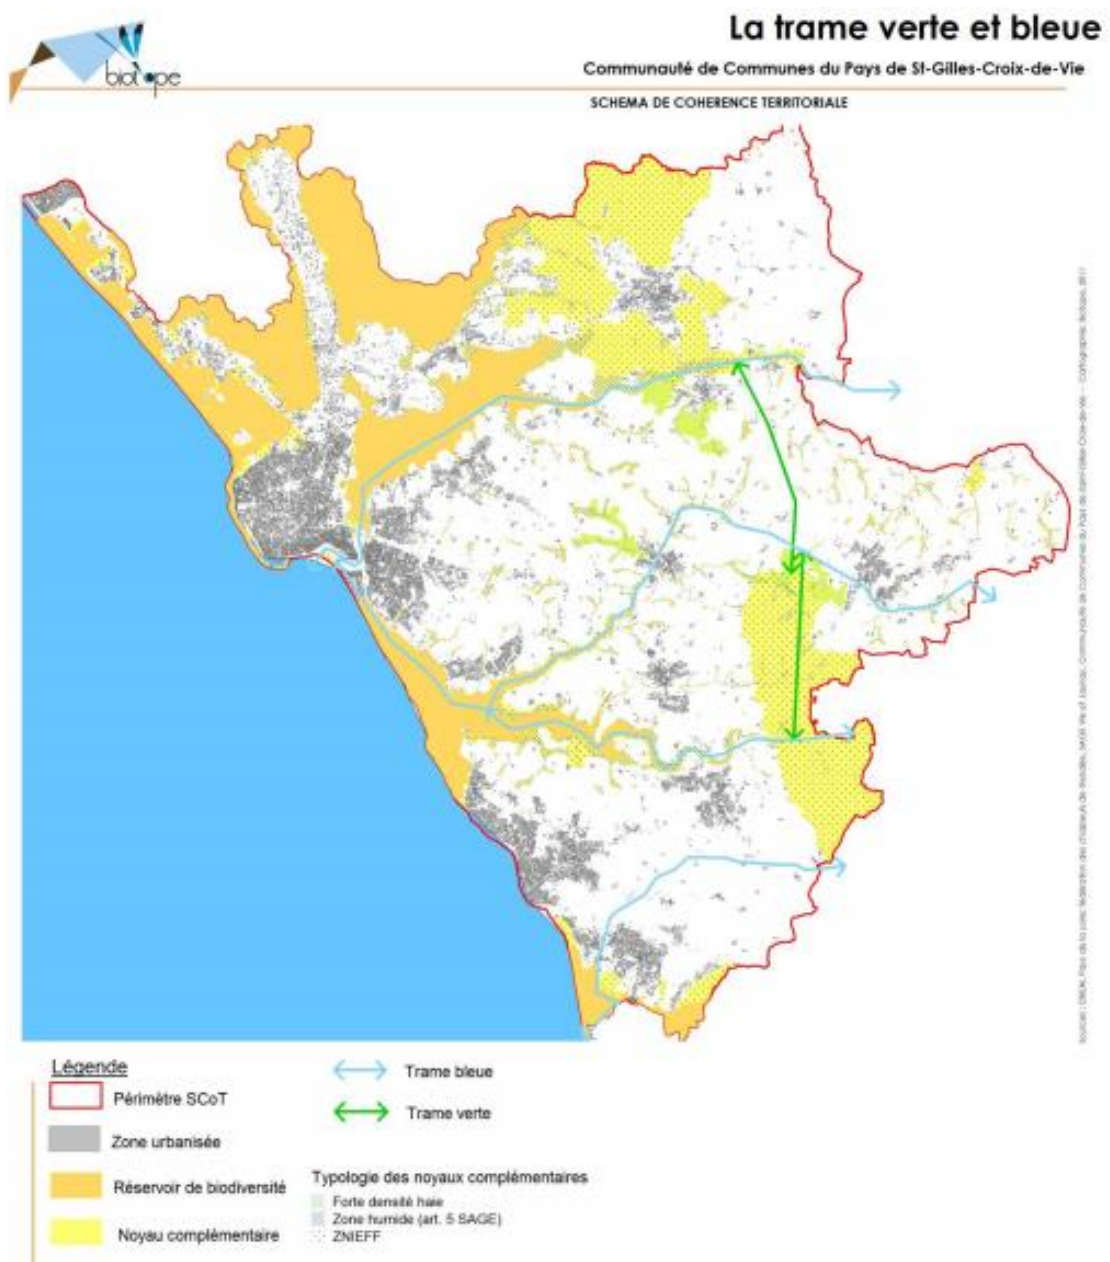 La trame verte et bleue
biotope
Communauté de Communes du Pays de St-Gilles-Croix-de-Vie
SCHEMA DE COHERENCE TERRITORIALE
Légende
Périmètre SCoT
Zone urbanisée
Réservoir de biodiversité
Noyau complémentaire
Trame bleue
Trame verte
Typologie des noyaux complémentaires
Forte densité haie
Zone humide (art. 5 SAGE)
ZNIEFF